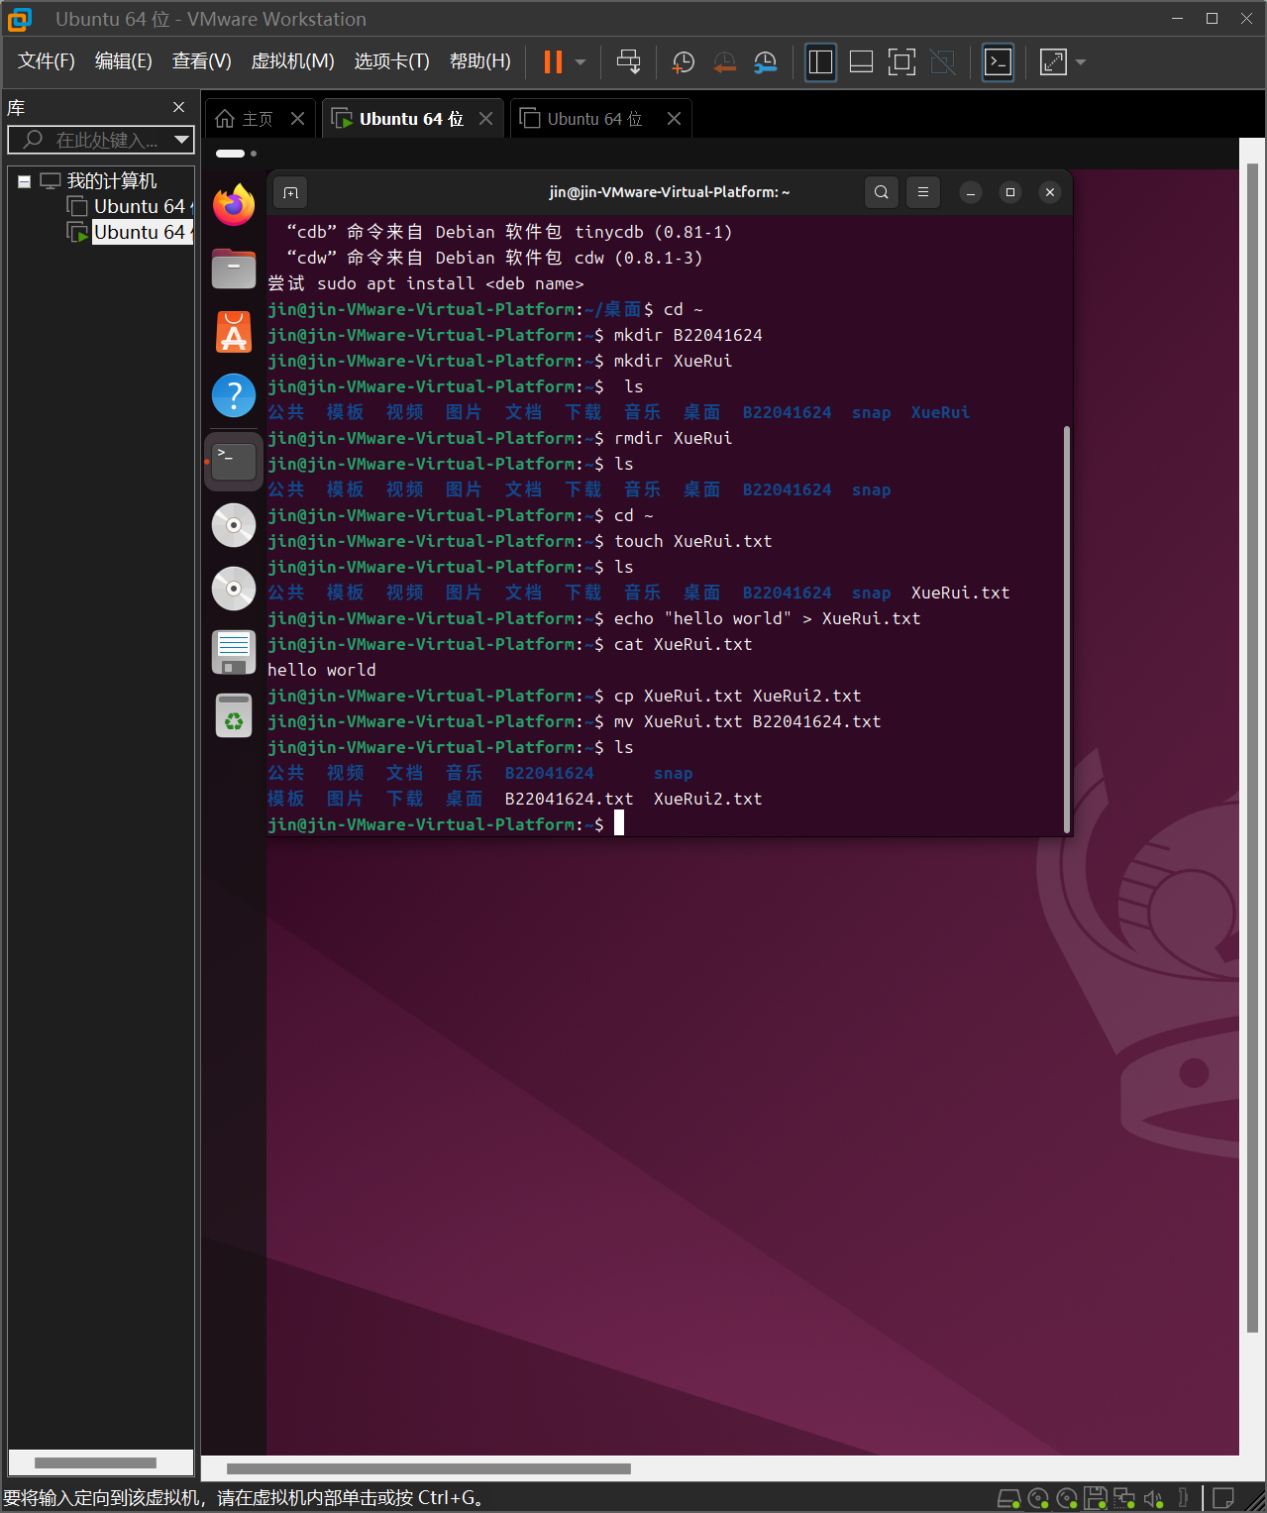 Ubuntu 64 位 - VMware Workstation
文件(F) 编辑(E) 查看(V) 虚拟机(M) 选项卡(T) 帮助(H)
库
在此处键入...
我的计算机
Ubuntu 64
Ubuntu 64
主页 Ubuntu 64 位 Ubuntu 64 位
jin@jin-VMware-Virtual-Platform: ~
“cdb” 命令来自 Debian 软件包 tinycdb (0.81-1)
“cdw” 命令来自 Debian 软件包 cdw (0.8.1-3)
尝试 sudo apt install <deb name>
jin@jin-VMware-Virtual-Platform:~/桌面$ cd ~
jin@jin-VMware-Virtual-Platform:~$ mkdir B22041624
jin@jin-VMware-Virtual-Platform:~$ mkdir XueRui
jin@jin-VMware-Virtual-Platform:~$  ls
公共 模板 视频 图片 文档 下载 音乐 桌面 B22041624 snap XueRui
jin@jin-VMware-Virtual-Platform:~$ rmdir XueRui
jin@jin-VMware-Virtual-Platform:~$ ls
公共 模板 视频 图片 文档 下载 音乐 桌面 B22041624 snap
jin@jin-VMware-Virtual-Platform:~$ cd ~
jin@jin-VMware-Virtual-Platform:~$ touch XueRui.txt
jin@jin-VMware-Virtual-Platform:~$ ls
公共 模板 视频 图片 文档 下载 音乐 桌面 B22041624 snap XueRui.txt
jin@jin-VMware-Virtual-Platform:~$ echo "hello world" > XueRui.txt
jin@jin-VMware-Virtual-Platform:~$ cat XueRui.txt
hello world
jin@jin-VMware-Virtual-Platform:~$ cp XueRui.txt XueRui2.txt
jin@jin-VMware-Virtual-Platform:~$ mv XueRui.txt B22041624.txt
jin@jin-VMware-Virtual-Platform:~$ ls
公共 视频 文档 音乐 B22041624 snap
模板 图片 下载 桌面 B22041624.txt XueRui2.txt
jin@jin-VMware-Virtual-Platform:~$
要将输入定向到该虚拟机，请在虚拟机内部单击或按 Ctrl+G。